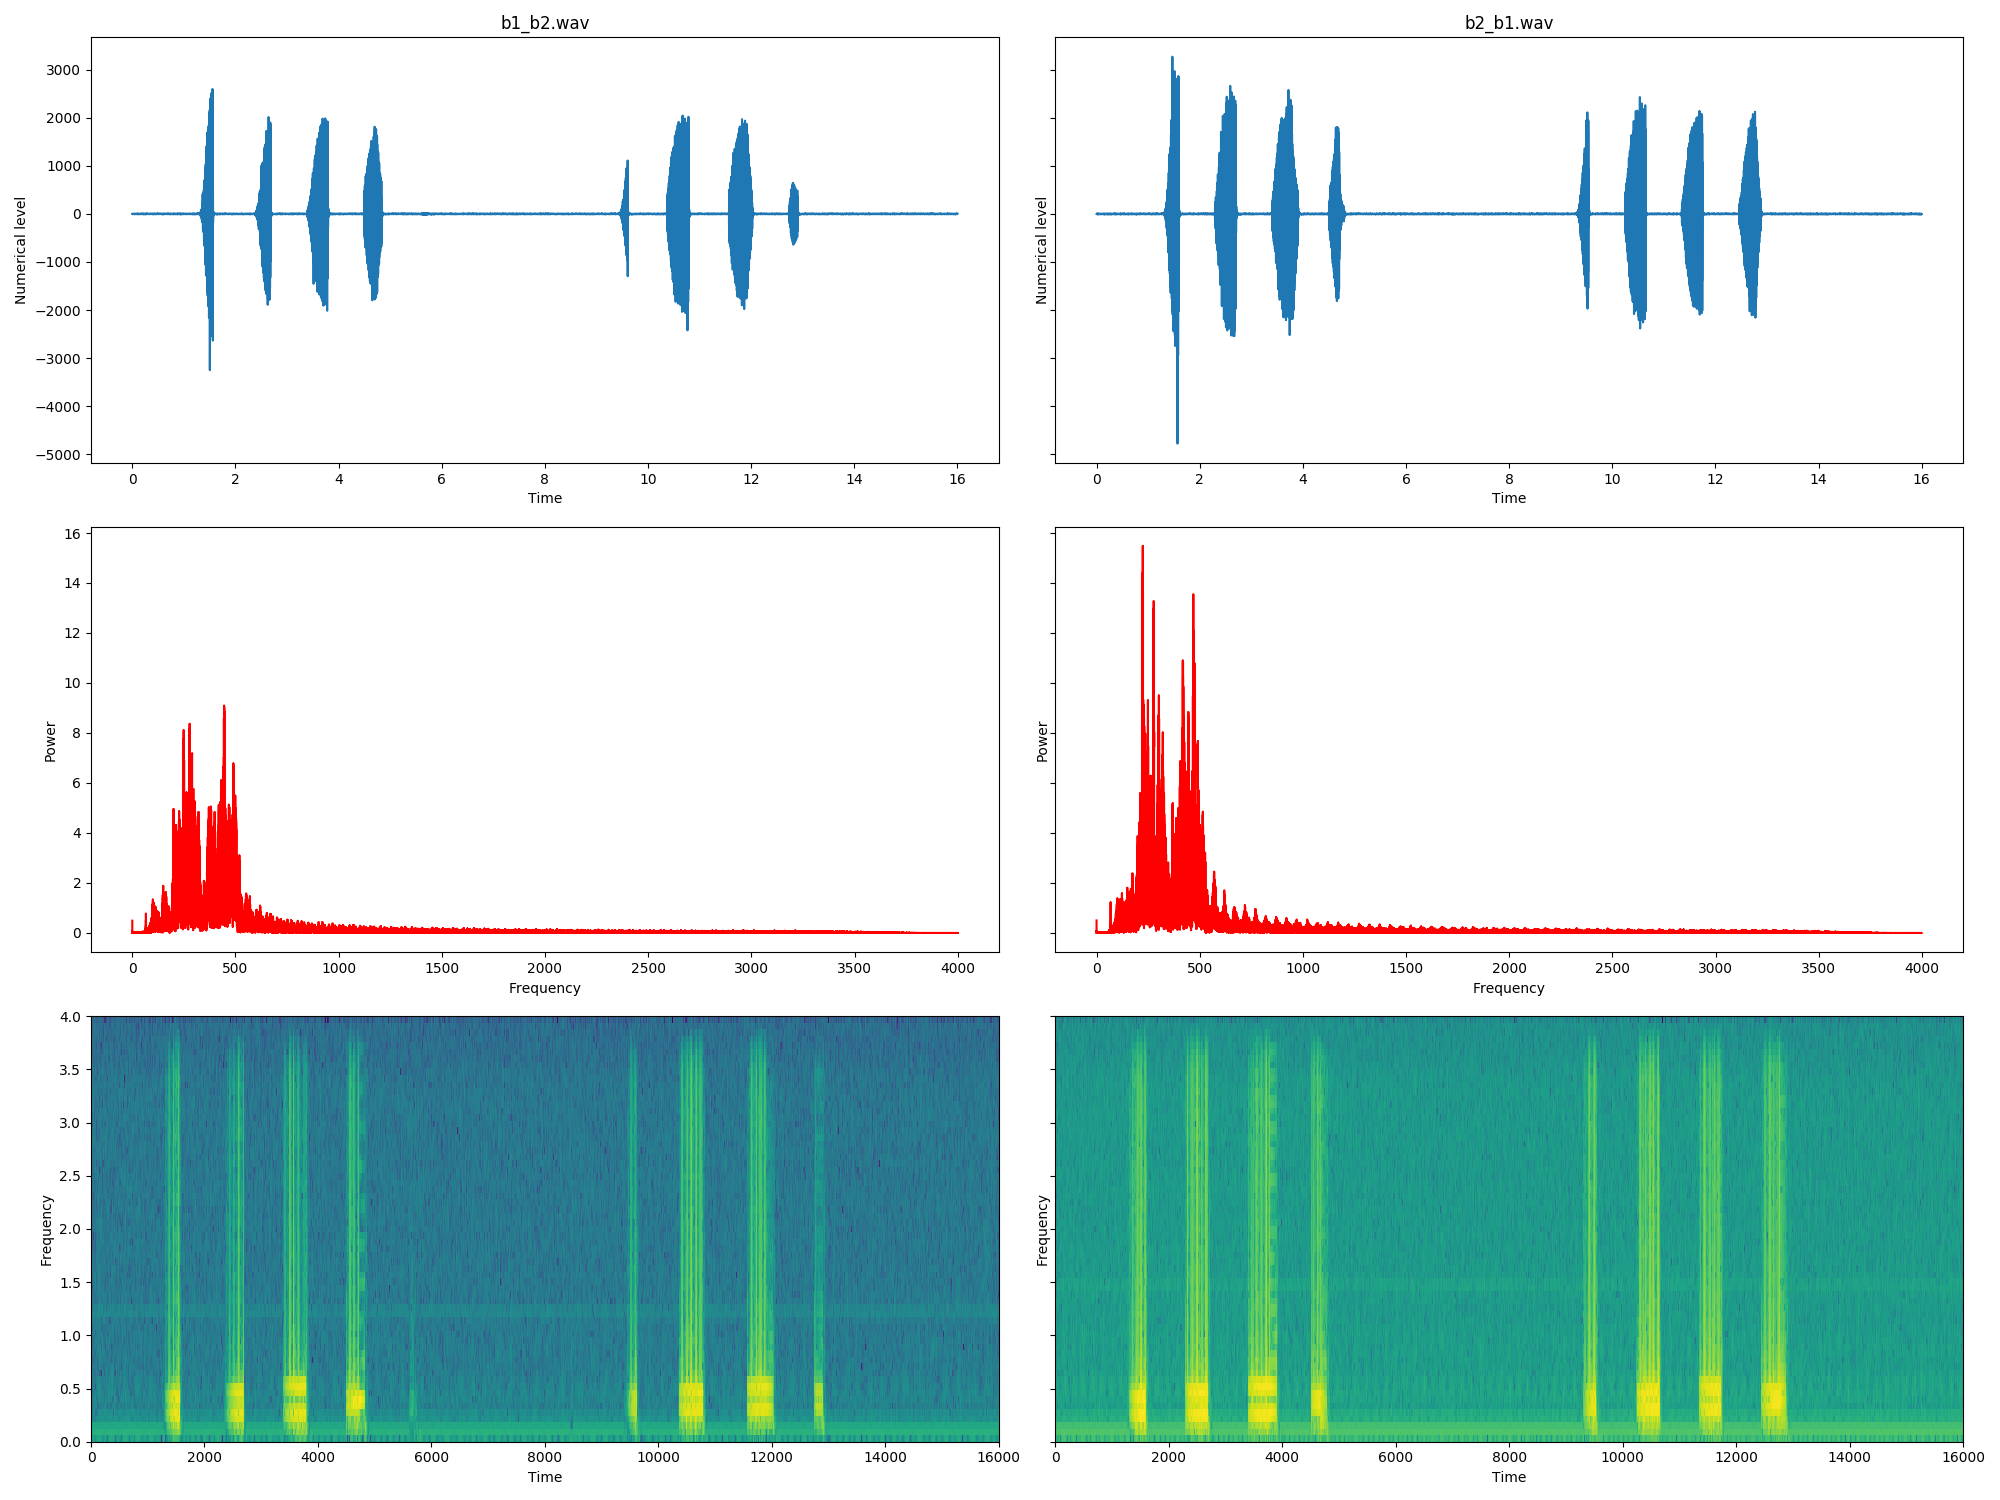 b1_b2.wav
b2_b1.wav
3000
2000
1000
0
−1000
−2000
−3000
−4000
−5000
Numerical level
Numerical level
0 2 4 6 8 10 12 14 16
0 2 4 6 8 10 12 14 16
Time
Time
16
14
12
10
8
6
4
2
0
Power
Power
0 500 1000 1500 2000 2500 3000 3500 4000
0 500 1000 1500 2000 2500 3000 3500 4000
Frequency
Frequency
4.0
3.5
3.0
2.5
2.0
1.5
1.0
0.5
0.0
Frequency
Frequency
0 2000 4000 6000 8000 10000 12000 14000 16000
0 2000 4000 6000 8000 10000 12000 14000 16000
Time
Time